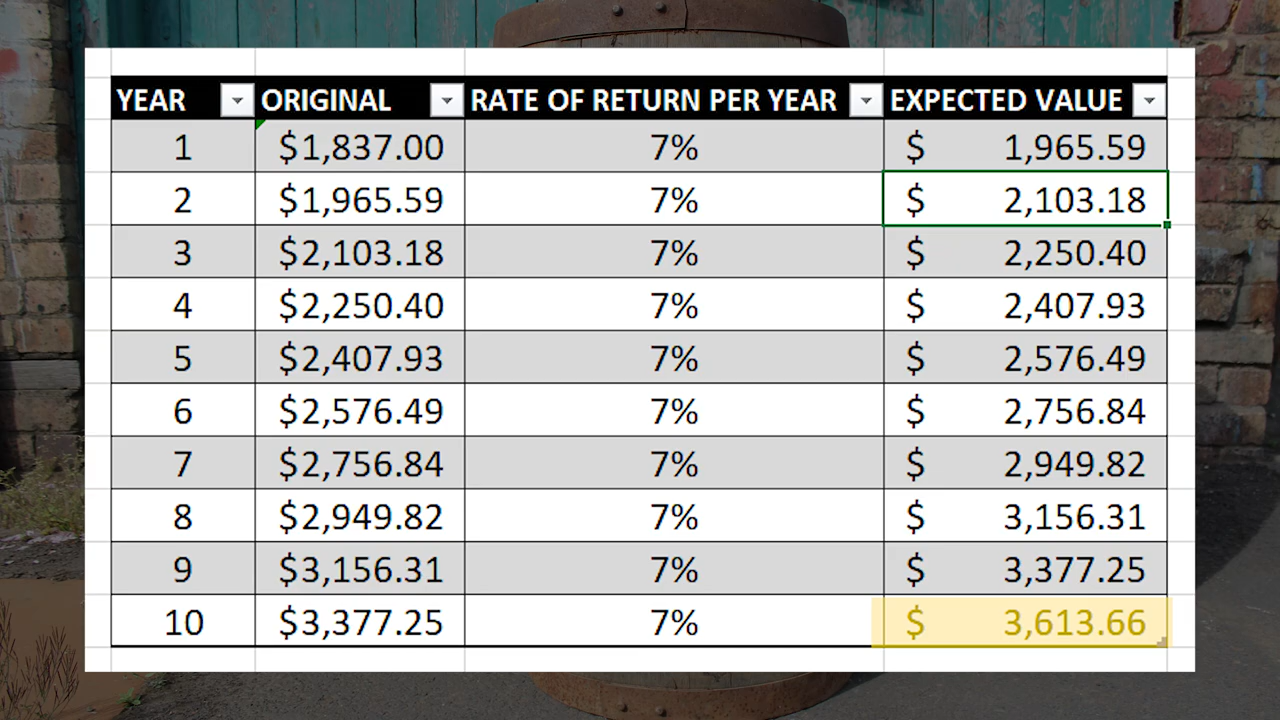 YEAR ORIGINAL RATE OF RETURN PER YEAR EXPECTED VALUE
1 $1,837.00 7% $ 1,965.59
2 $1,965.59 7% $ 2,103.18
3 $2,103.18 7% $ 2,250.40
4 $2,250.40 7% $ 2,407.93
5 $2,407.93 7% $ 2,576.49
6 $2,576.49 7% $ 2,756.84
7 $2,756.84 7% $ 2,949.82
8 $2,949.82 7% $ 3,156.31
9 $3,156.31 7% $ 3,377.25
10 $3,377.25 7% $ 3,613.66